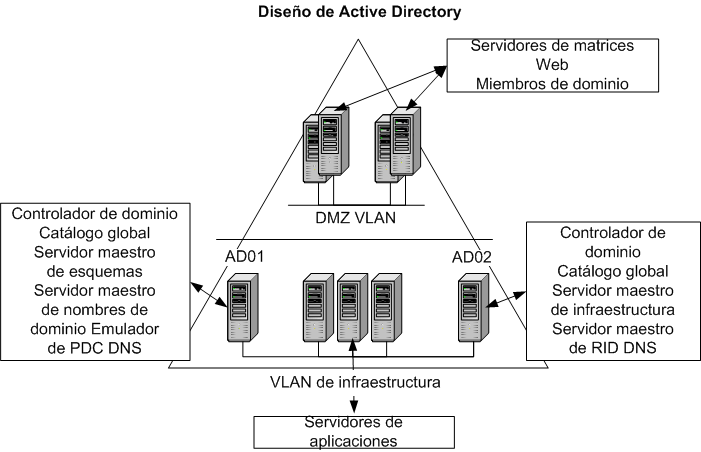 Diseño de Active Directory
Servidores de matrices
Web
Miembros de dominio
DMZ VLAN
Controlador de dominio
Catálogo global
Servidor maestro
de esquemas
Servidor maestro
de nombres de
dominio Emulador
de PDC DNS
AD01
AD02
Controlador de
dominio
Catálogo global
Servidor maestro
de infraestructura
Servidor maestro
de RID DNS
VLAN de infraestructura
Servidores de
aplicaciones